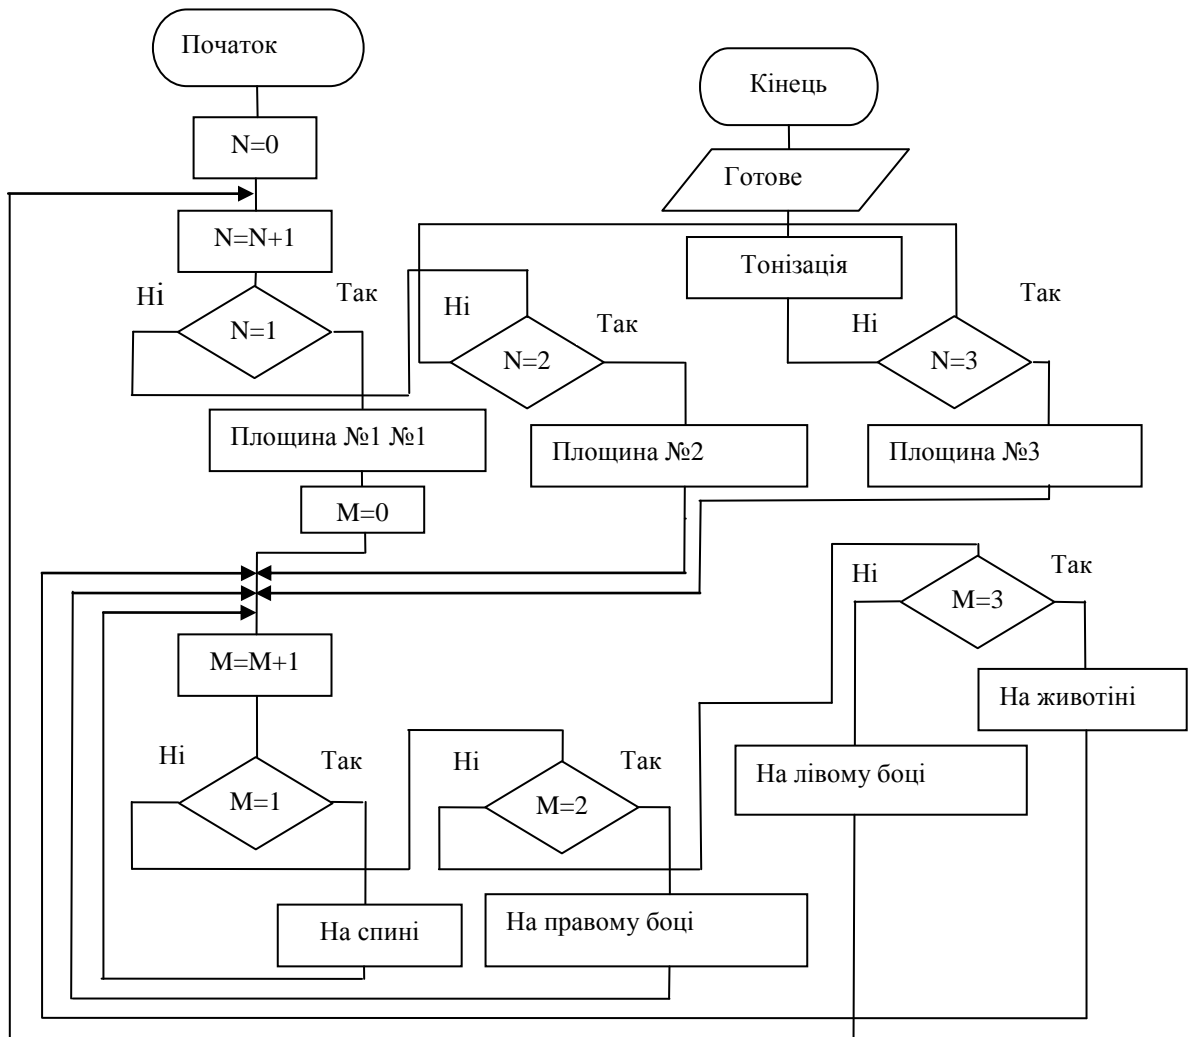 Початок
Кінець
N=0
Готове
N=N+1
Тонізація
Ні
Так
N=1
Ні
Так
N=2
Ні
Так
N=3
Площина №1 №1
Площина №2
Площина №3
M=0
Ні
Так
M=3
M=M+1
На животіні
Ні
Так
M=1
Ні
Так
M=2
На лівому боці
На спині
На правому боці